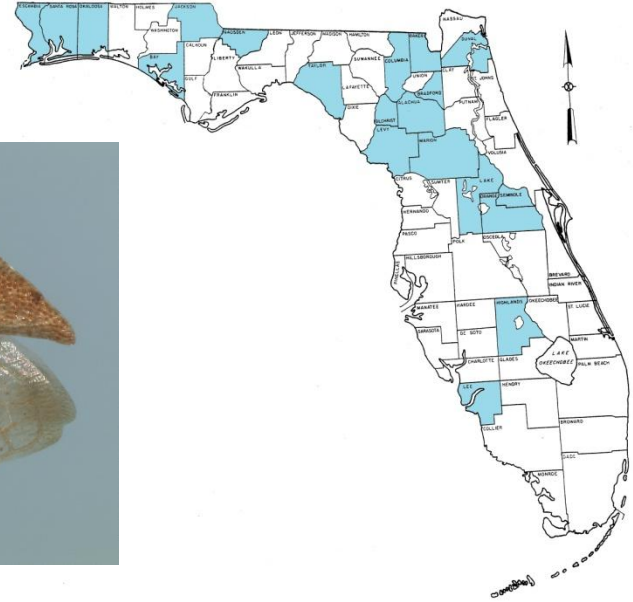 NASSAU
ESCAMBIA SANTA ROSA OKALOOSA WALTON HOLMES JACKSON
WASHINGTON
GADSDEN LEON JEFFERSON MADISON HAMILTON
BAKER DUVAL
CALHOUN
BAY
LIBERTY
WAKULLA
TAYLOR
SUWANNEE
COLUMBIA
GULF
FRANKLIN
LAFAYETTE
UNION
BRADFORD
CLAY
ST JOHNS
DIXIE
GILCHRIST
ALACHUA
PUTNAM
FLAGLER
LEVY
MARION
VOLUSIA
CITRUS
SUMTER
LAKE
ORANGE
SEMINOLE
HERNANDO
PASCO
POLK
OSCEOLA
BREVARD
PINELLAS
HILLSBOROUGH
INDIAN RIVER
MANATEE
HARDEE
HIGHLANDS
OKEECHOBEE
ST. LUCIE
SARASOTA
DE SOTO
MARTIN
CHARLOTTE
GLADES
LAKE
OKEECHOBEE
PALM BEACH
LEE
HENDRY
COLLIER
BROWARD
DADE
MONROE